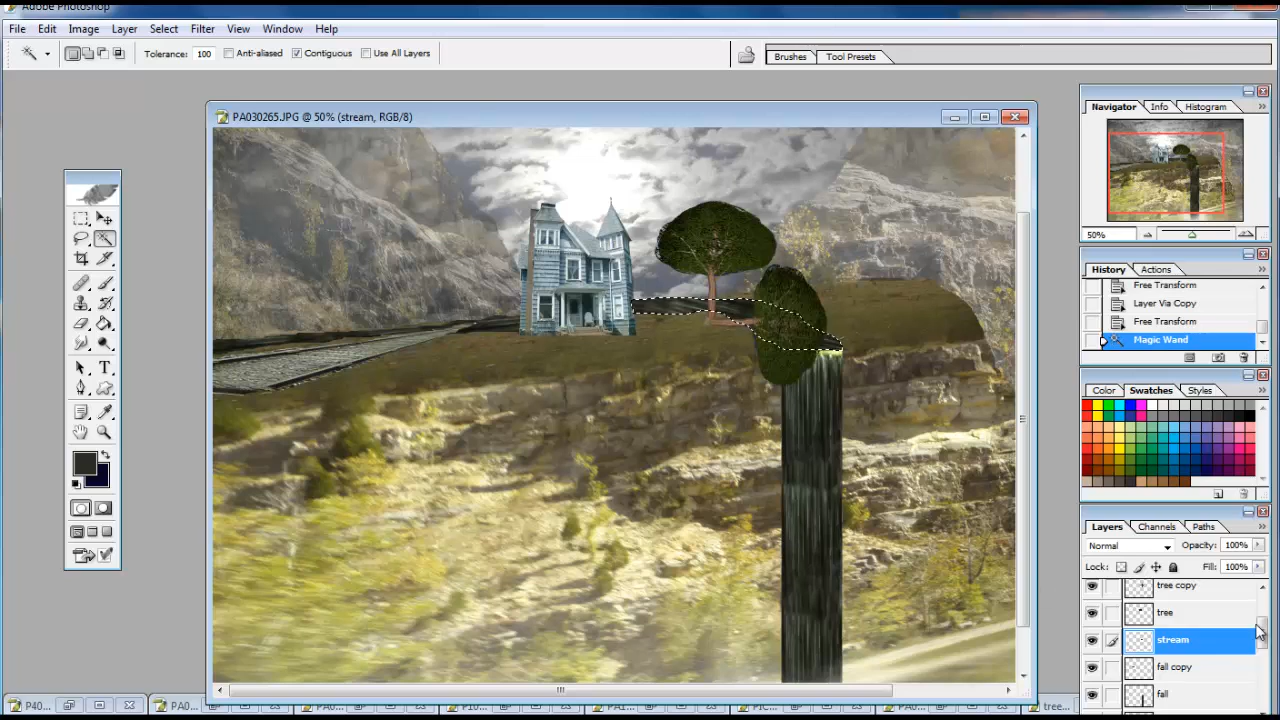 Adobe Photoshop
File Edit Image Layer Select Filter View Window Help
Tolerance: 100 Anti-aliased Contiguous Use All Layers Brushes Tool Presets
PA030265.JPG @ 50% (stream, RGB/8)
Navigator Info Histogram
50%
History Actions
Free Transform
Layer Via Copy
Free Transform
Magic Wand
Color Swatches Styles
Layers Channels Paths
Normal Opacity: 100%
Lock: Fill: 100%
tree copy
tree
stream
fall copy
fall
P40... PA0... tree...